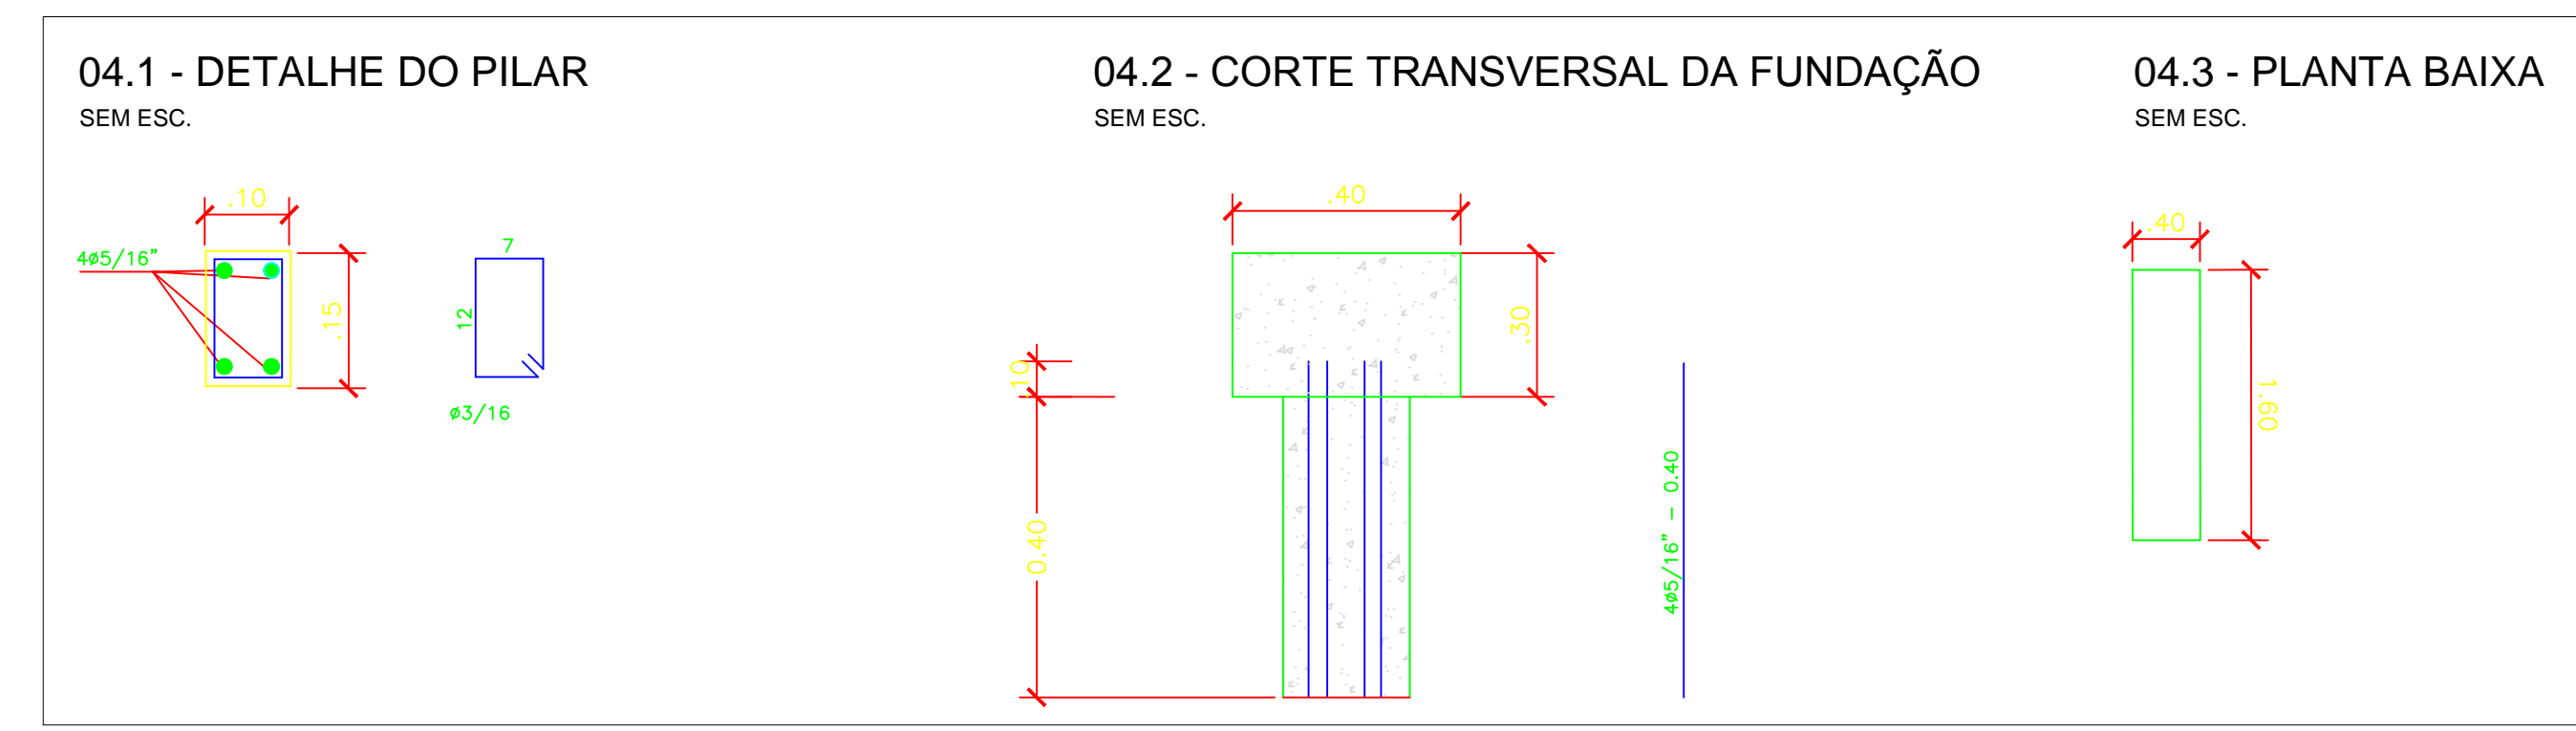 04.1 - DETALHE DO PILAR
SEM ESC.
.10
4ø5/16"
.15
7
12
ø3/16
04.2 - CORTE TRANSVERSAL DA FUNDAÇÃO
SEM ESC.
.40
.30
.10
0.40
4ø5/16" - 0.40
04.3 - PLANTA BAIXA
SEM ESC.
.40
1.60